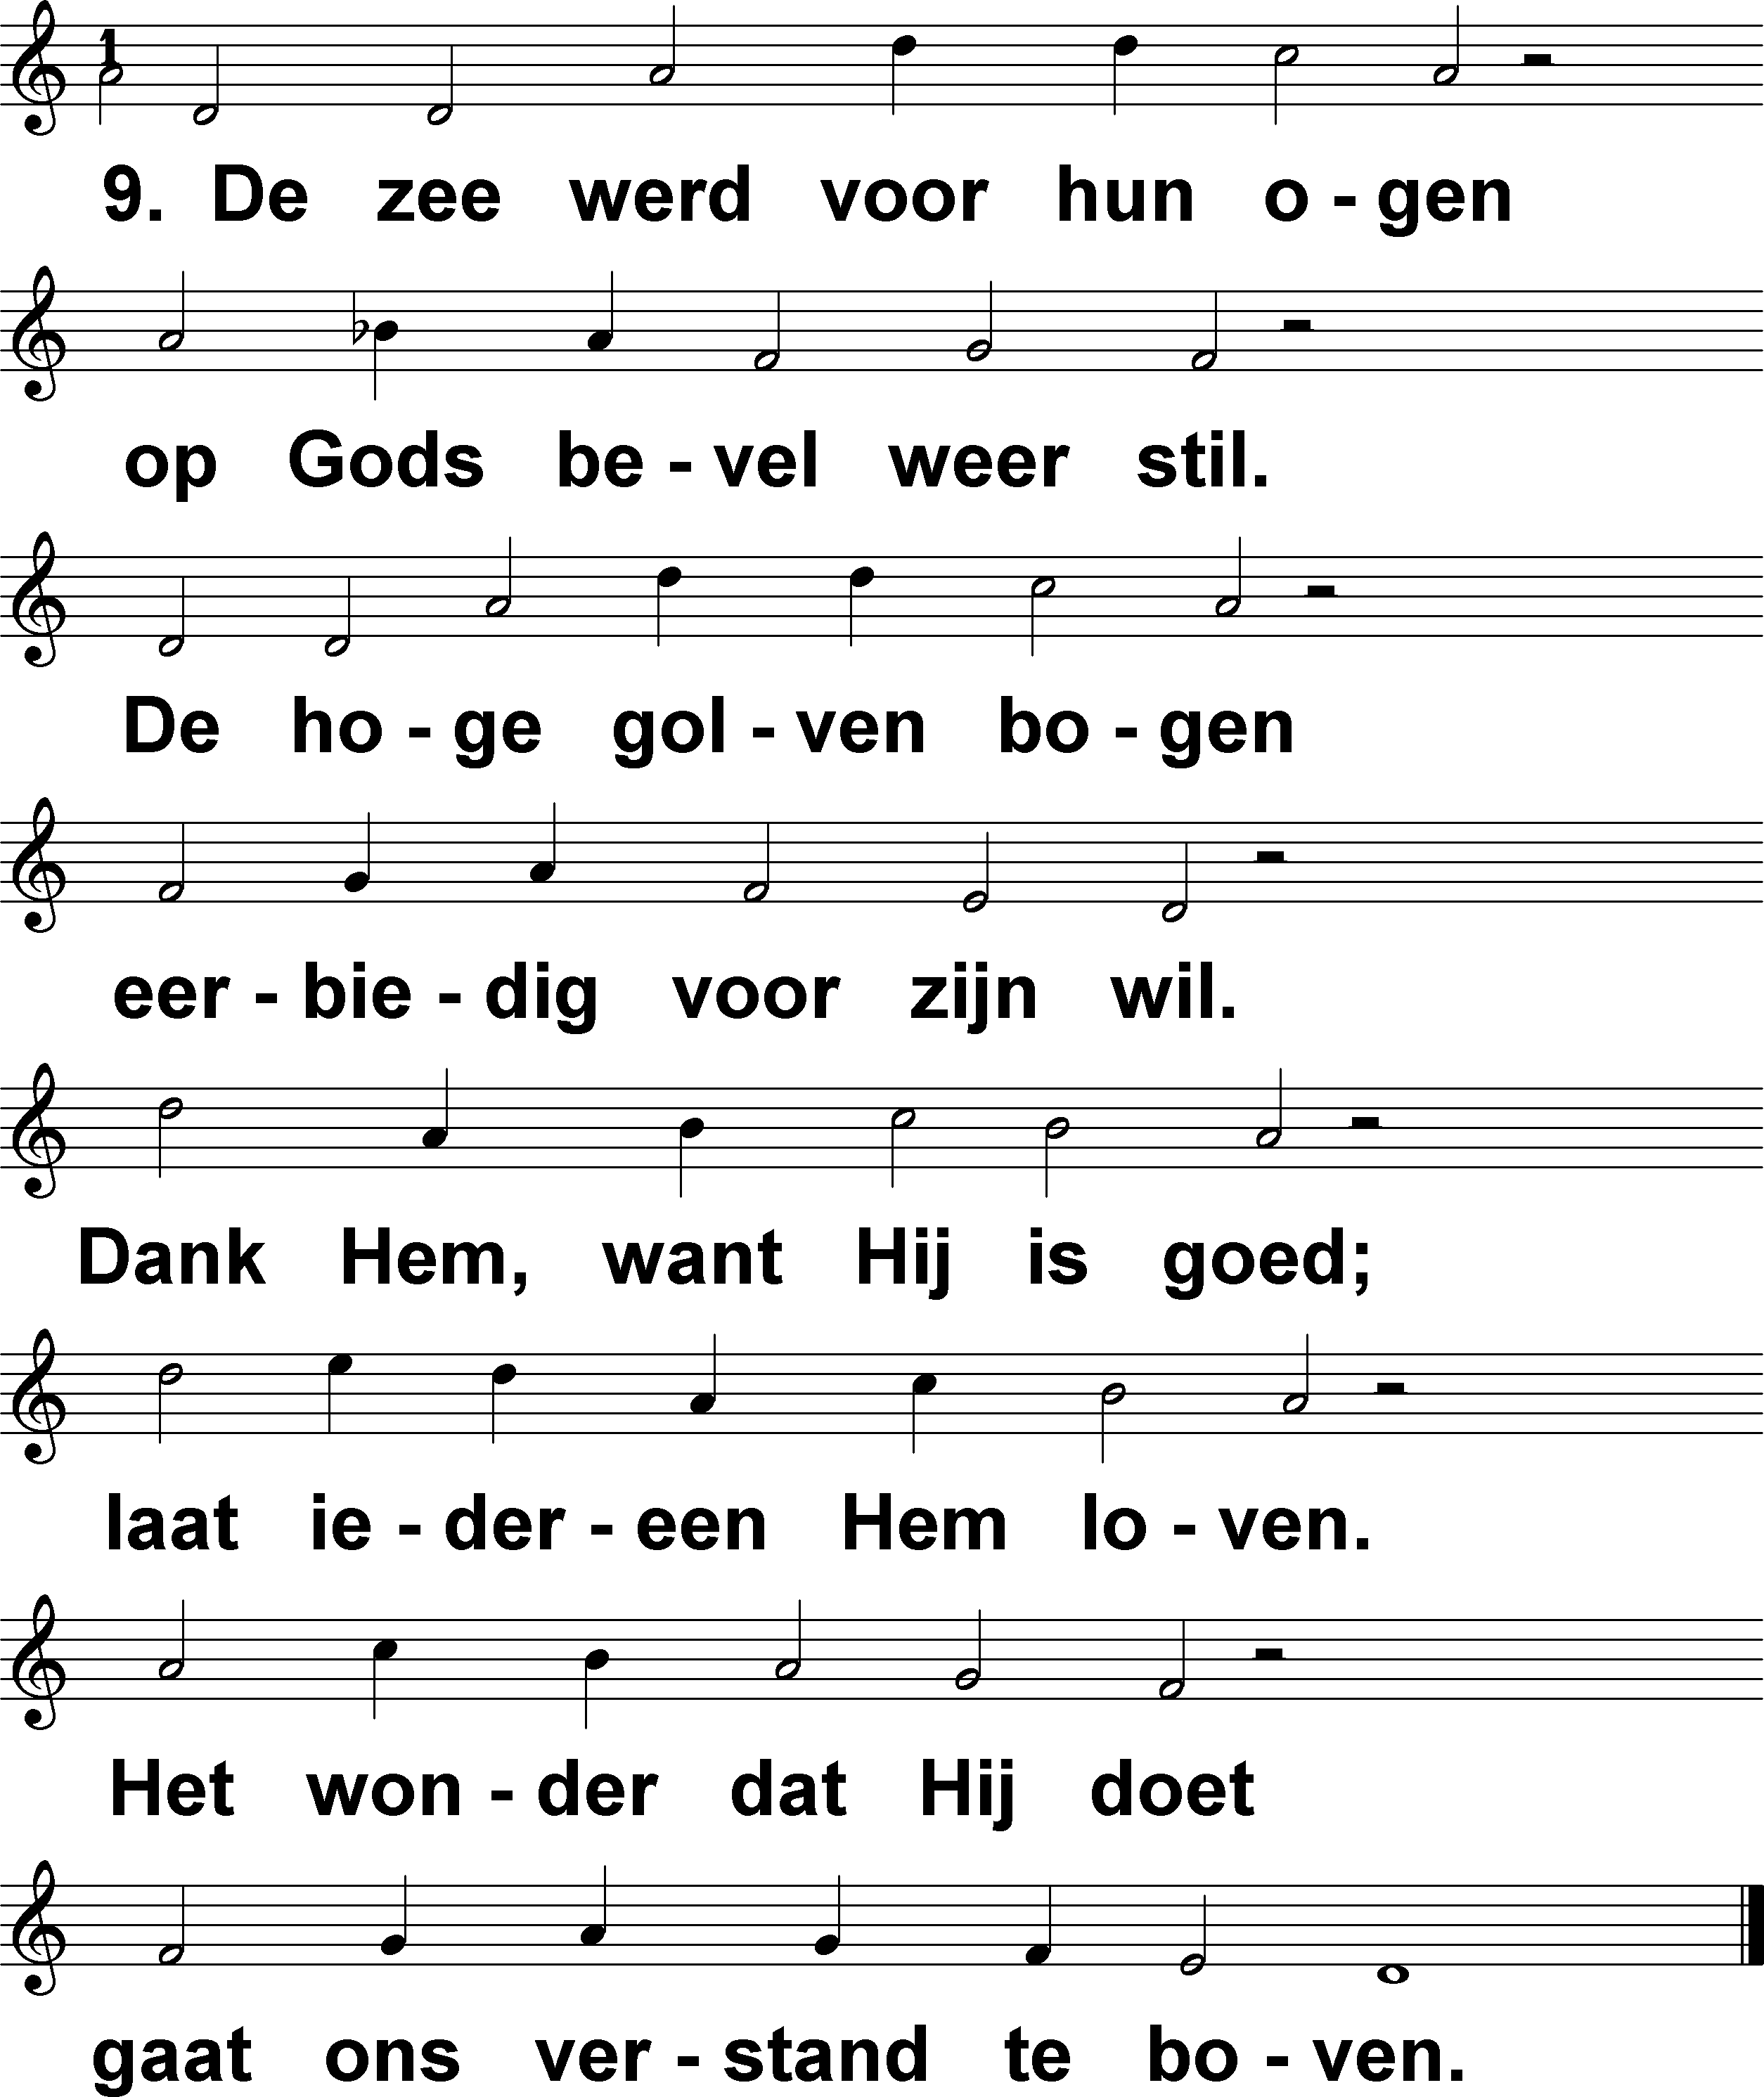 1
9. De zee werd voor hun o - gen
op Gods be - vel weer stil.
De ho - ge gol - ven bo - gen
eer - bie - dig voor zijn wil.
Dank Hem, want Hij is goed;
laat ie - der - een Hem lo - ven.
Het won - der dat Hij doet
gaat ons ver - stand te bo - ven.